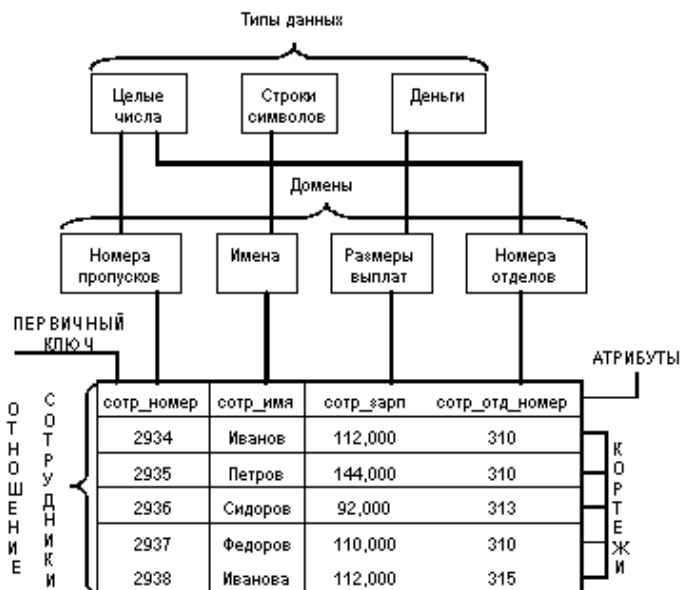 Типы данных
Целые
числа
Строки
символов
Деньги
Домены
Номера
пропусков
Имена
Размеры
выплат
Номера
отделов
ПЕРВИЧНЫЙ
КЛЮЧ
АТРИБУТЫ
ОТНОШЕНИЕ
СОТРУДНИКИ
сотр_номер сотр_имя сотр_зарп сотр_отд_номер
2934 Иванов 112,000 310
2935 Петров 144,000 310
2936 Сидоров 92,000 313
2937 Федоров 110,000 310
2938 Иванова 112,000 315
КОРТЕЖИ